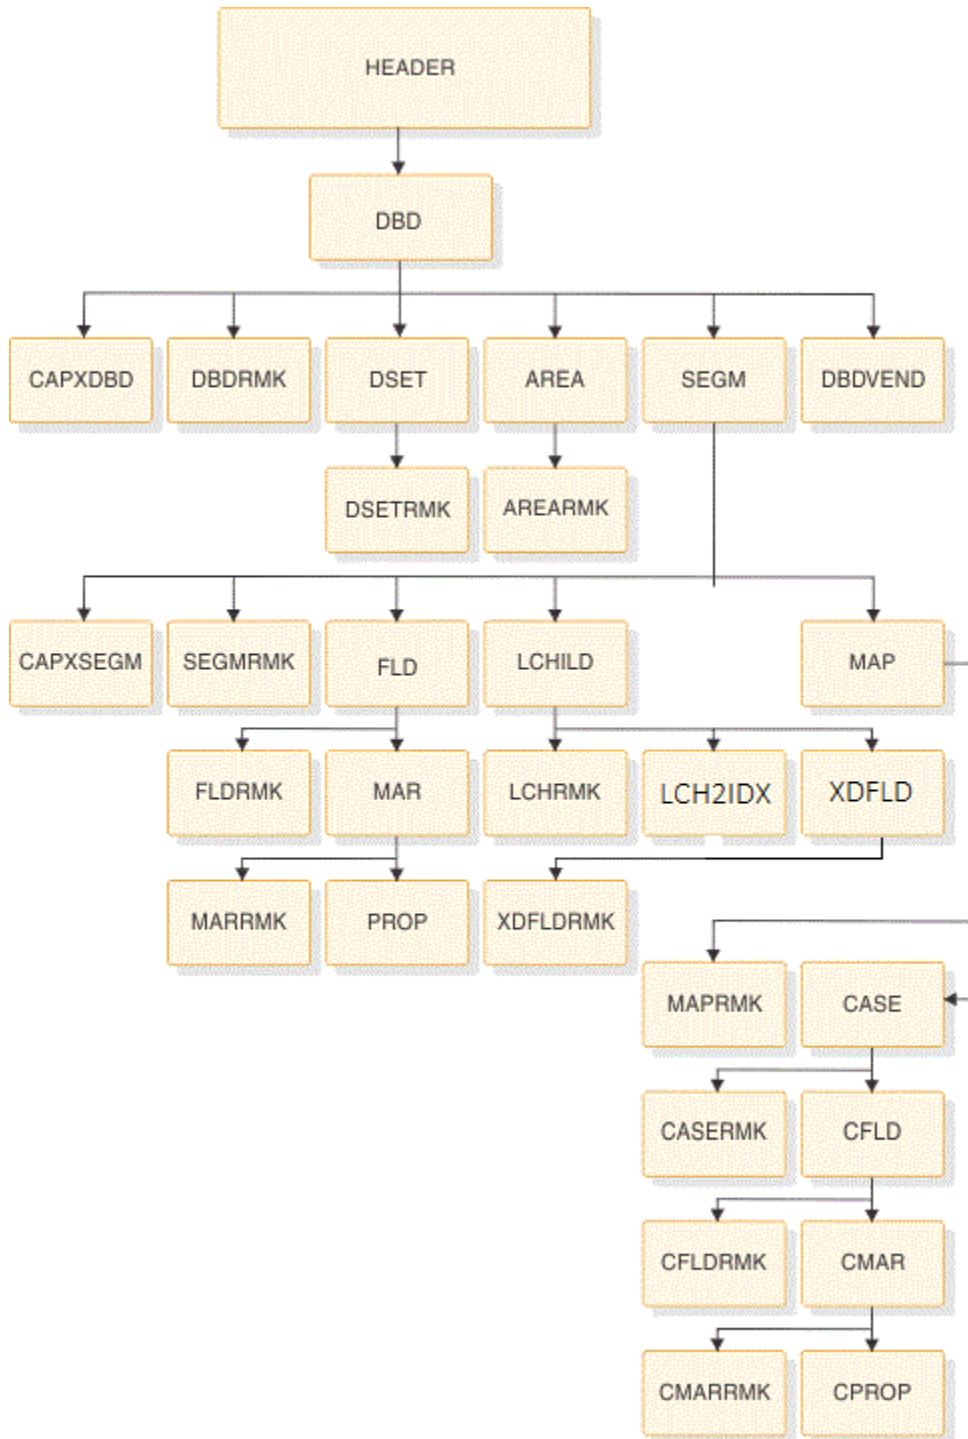 HEADER
DBD
CAPXDBD DBDRMK DSET AREA SEGM DBDVEND
DSETRMK AREARMK
CAPXSEGM SEGMRMK FLD LCHILD MAP
FLDRMK MAR LCHRMK LCH2IDX XDFLD
MARRMK PROP XDFLDRMK
MAPRMK CASE
CASERMK CFLD
CFLDRMK CMAR
CMARRMK CPROP